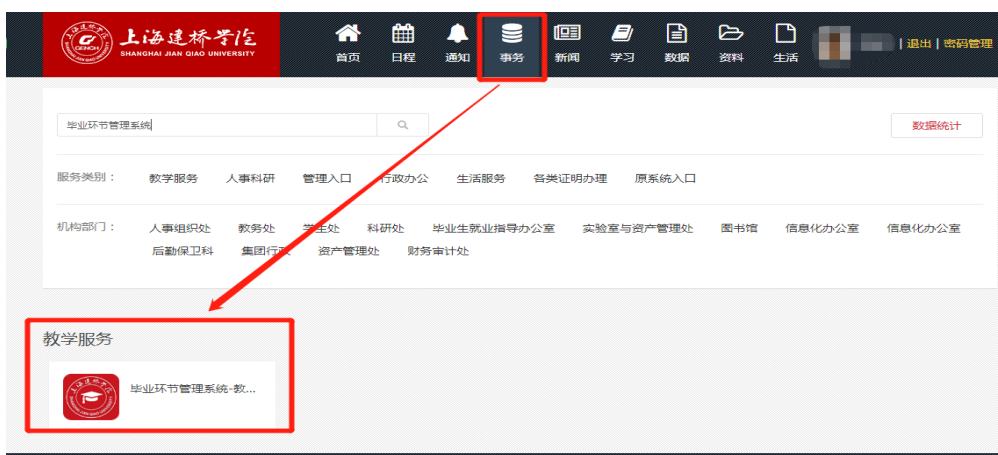 上海建桥学院
SHANGHAI JIAN QIAO UNIVERSITY
首页 日程 通知 事务 新闻 学习 数据 资料 生活 | 退出 | 密码管理
毕业环节管理系统 数据统计
服务类别： 教学服务 人事科研 管理入口 行政办公 生活服务 各类证明办理 原系统入口
机构部门： 人事组织处 教务处 学生处 科研处 毕业生就业指导办公室 实验室与资产管理处 图书馆 信息化办公室 信息化办公室
后勤保卫科 集团行政 资产管理处 财务审计处
教学服务
毕业环节管理系统-教...